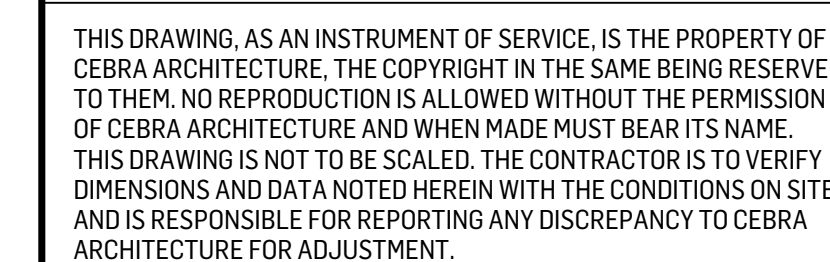 THIS DRAWING, AS AN INSTRUMENT OF SERVICE, IS THE PROPERTY OF
CEBRA ARCHITECTURE, THE COPYRIGHT IN THE SAME BEING RESERVE
TO THEM. NO REPRODUCTION IS ALLOWED WITHOUT THE PERMISSION
OF CEBRA ARCHITECTURE AND WHEN MADE MUST BEAR ITS NAME.
THIS DRAWING IS NOT TO BE SCALED. THE CONTRACTOR IS TO VERIFY
DIMENSIONS AND DATA NOTED HEREIN WITH THE CONDITIONS ON SITE
AND IS RESPONSIBLE FOR REPORTING ANY DISCREPANCY TO CEBRA
ARCHITECTURE FOR ADJUSTMENT.